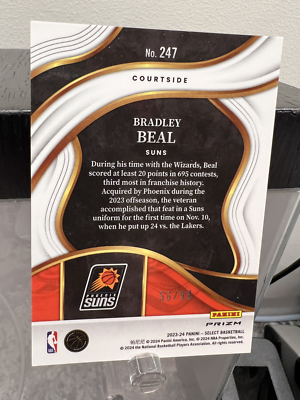 No. 247
COURTSIDE
BRADLEY
BEAL
SUNS
During his time with the Wizards, Beal
scored at least 20 points in 695 contests,
third most in franchise history.
Acquired by Phoenix during the
2023 offseason, the veteran
accomplished that feat in a Suns
uniform for the first time on Nov. 10,
when he put up 24 vs. the Lakers.
PHOENIX
SUNS
PANINI
PRIZM
NBA
2023-24 PANINI – SELECT BASKETBALL
© 2024 Panini America, Inc. © 2024 NBA Properties, Inc.
© 2024 the National Basketball Players Association. All rights reserved.